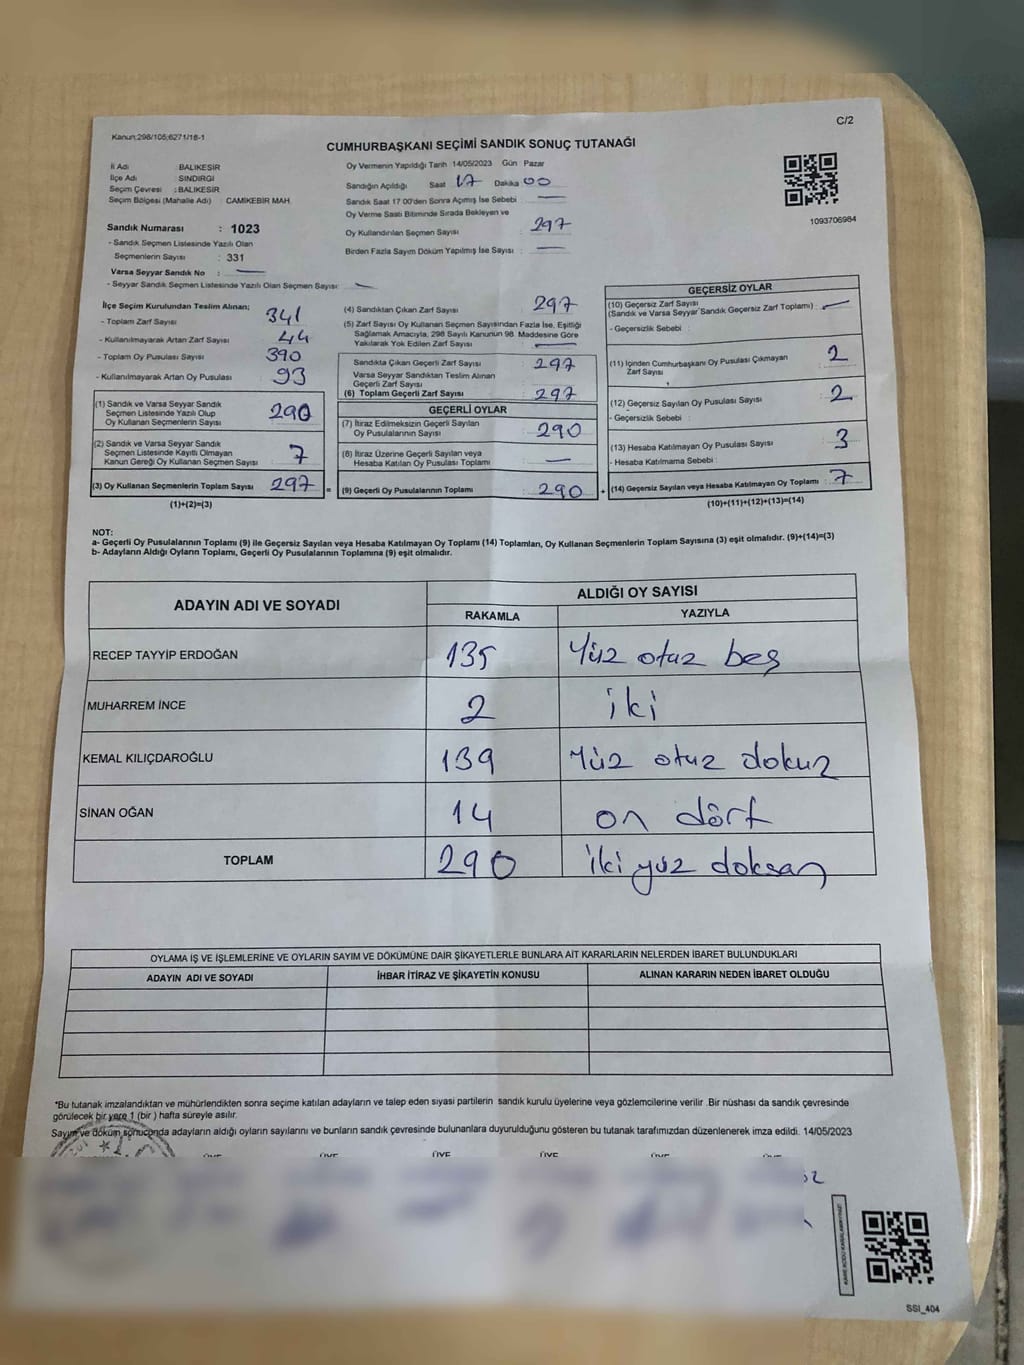 Kanun:298/105;6271/18-1
C/2
CUMHURBAŞKANI SEÇİMİ SANDIK SONUÇ TUTANAĞI
İl Adı : BALIKESİR
İlçe Adı : SINDIRGI
Seçim Çevresi : BALIKESİR
Seçim Bölgesi (Mahalle Adı) : CAMİKEBİR MAH.
Sandık Numarası : 1023
- Sandık Seçmen Listesinde Yazılı Olan
Seçmenlerin Sayısı : 331
Varsa Seyyar Sandık No : —
- Seyyar Sandık Seçmen Listesinde Yazılı Olan Seçmen Sayısı: —
Oy Vermenin Yapıldığı Tarih 14/05/2023 Gün Pazar
Sandığın Açıldığı Saat 17 Dakika 00
Sandık Saat 17:00'den Sonra Açımış İse Sebebi : —
Oy Verme Saati Bitiminde Sırada Bekleyen ve
Oy Kullandırılan Seçmen Sayısı : 297
Birden Fazla Sayım Döküm Yapılmış İse Sayısı : —
1093706984
İlçe Seçim Kurulundan Teslim Alınan;
- Toplam Zarf Sayısı 341
- Kullanılmayarak Artan Zarf Sayısı 44
- Toplam Oy Pusulası Sayısı 390
- Kullanılmayarak Artan Oy Pusulası 93
(1) Sandık ve Varsa Seyyar Sandık
Seçmen Listesinde Yazılı Olup
Oy Kullanan Seçmenlerin Sayısı 290
(2) Sandık ve Varsa Seyyar Sandık
Seçmen Listesinde Kayıtlı Olmayan
Kanun Gereği Oy Kullanan Seçmen Sayısı 7
(3) Oy Kullanan Seçmenlerin Toplam Sayısı 297
(1)+(2)=(3)
(4) Sandıktan Çıkan Zarf Sayısı : 297
(5) Zarf Sayısı Oy Kullanan Seçmen Sayısından Fazla İse, Eşitliği
Sağlamak Amacıyla, 298 Sayılı Kanunun 98. Maddesine Göre
Yakılarak Yok Edilen Zarf Sayısı : —
Sandıkta Çıkan Geçerli Zarf Sayısı : 297
Varsa Seyyar Sandıktan Teslim Alınan
Geçerli Zarf Sayısı
(6) Toplam Geçerli Zarf Sayısı : 297
GEÇERLİ OYLAR
(7) İtiraz Edilmeksizin Geçerli Sayılan
Oy Pusulalarının Sayısı : 290
(8) İtiraz Üzerine Geçerli Sayılan veya
Hesaba Katılan Oy Pusulası Toplamı : —
= (9) Geçerli Oy Pusulalarının Toplamı : 290 +
GEÇERSİZ OYLAR
(10) Geçersiz Zarf Sayısı
(Sandık ve Varsa Seyyar Sandık Geçersiz Zarf Toplamı) : —
- Geçersizlik Sebebi :
(11) İçinden Cumhurbaşkanı Oy Pusulası Çıkmayan
Zarf Sayısı : 2
(12) Geçersiz Sayılan Oy Pusulası Sayısı : 2
- Geçersizlik Sebebi :
(13) Hesaba Katılmayan Oy Pusulası Sayısı : 3
- Hesaba Katılmama Sebebi :
(14) Geçersiz Sayılan veya Hesaba Katılmayan Oy Toplamı : 7
(10)+(11)+(12)+(13)=(14)
NOT:
a- Geçerli Oy Pusulalarının Toplamı (9) ile Geçersiz Sayılan veya Hesaba Katılmayan Oy Toplamı (14) Toplamları, Oy Kullanan Seçmenlerin Toplam Sayısına (3) eşit olmalıdır. (9)+(14)=(3)
b- Adayların Aldığı Oyların Toplamı, Geçerli Oy Pusulalarının Toplamına (9) eşit olmalıdır.
ADAYIN ADI VE SOYADI
ALDIĞI OY SAYISI
RAKAMLA YAZIYLA
RECEP TAYYİP ERDOĞAN 135 Yüz otuz beş
MUHARREM İNCE 2 iki
KEMAL KILIÇDAROĞLU 139 Yüz otuz dokuz
SİNAN OĞAN 14 on dört
TOPLAM 290 iki yüz doksan
OYLAMA İŞ VE İŞLEMLERİNE VE OYLARIN SAYIM VE DÖKÜMÜNE DAİR ŞİKAYETLERLE BUNLARA AİT KARARLARIN NELERDEN İBARET BULUNDUKLARI
ADAYIN ADI VE SOYADI İHBAR İTİRAZ VE ŞİKAYETİN KONUSU ALINAN KARARIN NEDEN İBARET OLDUĞU
*Bu tutanak imzalandıktan ve mühürlendikten sonra seçime katılan adayların ve talep eden siyasi partilerin sandık kurulu üyelerine veya gözlemcilerine verilir .Bir nüshası da sandık çevresinde
görülecek bir yere 1 (bir ) hafta süreyle asılır.
Sayım ve döküm sonucunda adayların aldığı oyların sayılarını ve bunların sandık çevresinde bulunanlara duyurulduğunu gösteren bu tutanak tarafımızdan düzenlenerek imza edildi. 14/05/2023
ÜYE ÜYE ÜYE ÜYE ÜYE ÜYE
KARE KODU KARALAMAYINIZ!
SSI_404